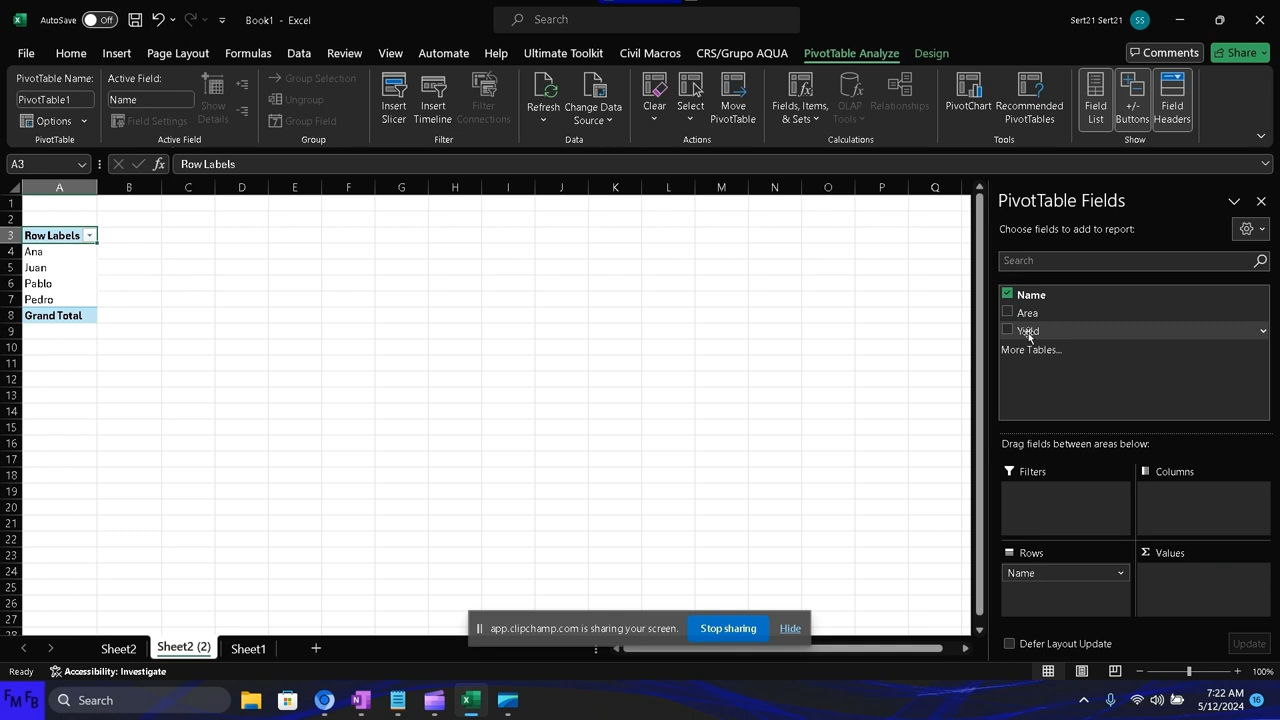 AutoSave Off Book1 - Excel Search Sert21 Sert21 SS
File Home Insert Page Layout Formulas Data Review View Automate Help Ultimate Toolkit Civil Macros CRS/Grupo AQUA PivotTable Analyze Design Comments Share
PivotTable Name:
PivotTable1
Options
PivotTable
Active Field:
Name
Field Settings
Show
Details
Active Field
Group Selection
Ungroup
Group Field
Group
Insert
Slicer
Insert
Timeline
Filter
Connections
Filter
Refresh
Change Data
Source
Data
Clear
Select
Move
PivotTable
Actions
Fields, Items,
& Sets
OLAP
Tools
Relationships
Calculations
PivotChart
Recommended
PivotTables
Tools
Field
List
+/-
Buttons
Field
Headers
Show
A3 fx Row Labels
A B C D E F G H I J K L M N O P Q
1
2
3 Row Labels
4 Ana
5 Juan
6 Pablo
7 Pedro
8 Grand Total
9
10
11
12
13
14
15
16
17
18
19
20
21
22
23
24
25
26
27
28
PivotTable Fields
Choose fields to add to report:
Search
Name
Area
More Tables...
Drag fields between areas below:
Filters
Columns
Rows
Σ Values
Name
Defer Layout Update Update
app.clipchamp.com is sharing your screen. Stop sharing Hide
Sheet2 Sheet2 (2) Sheet1
Ready Accessibility: Investigate 100%
FM FB Search
7:22 AM
5/12/2024
16